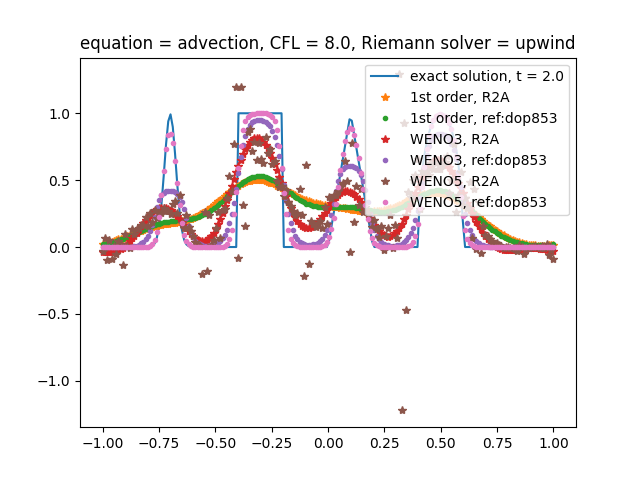 equation = advection, CFL = 8.0, Riemann solver = upwind
exact solution, t = 2.0
1st order, R2A
1st order, ref:dop853
WENO3, R2A
WENO3, ref:dop853
WENO5, R2A
WENO5, ref:dop853
1.0
0.5
0.0
−0.5
−1.0
−1.00 −0.75 −0.50 −0.25 0.00 0.25 0.50 0.75 1.00